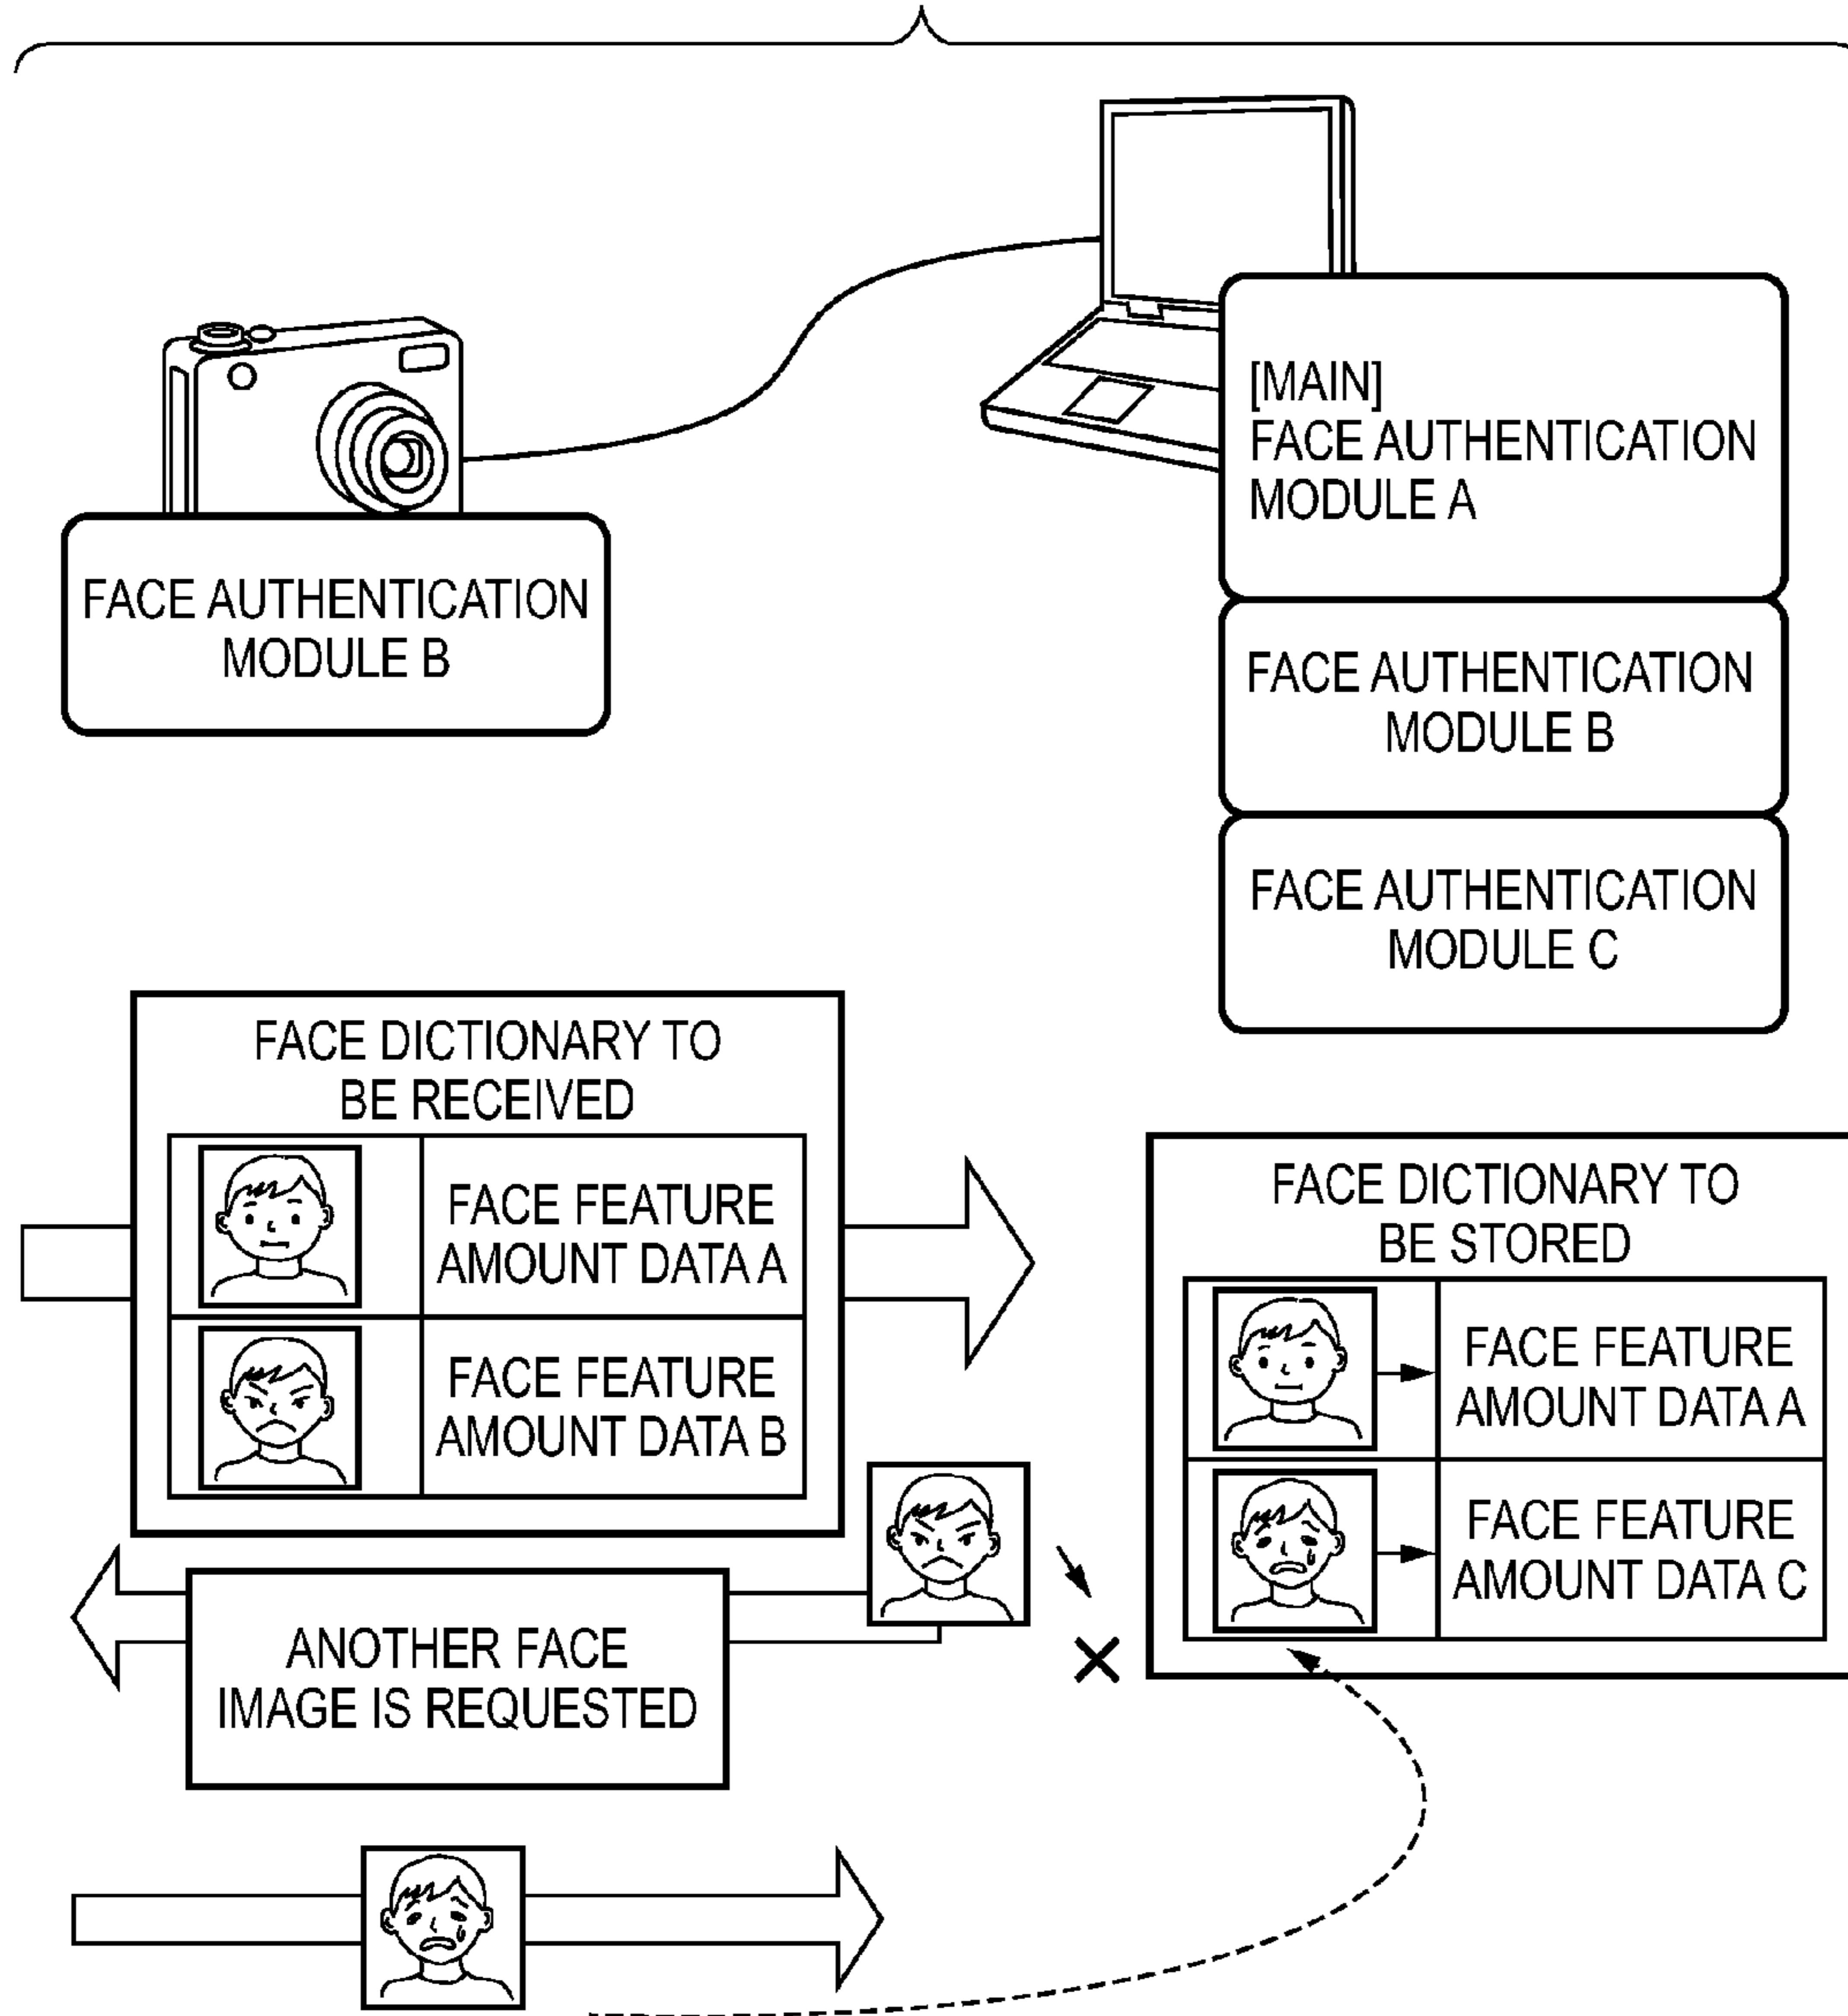 [MAIN]
FACE AUTHENTICATION
MODULE A
FACE AUTHENTICATION
MODULE B
FACE AUTHENTICATION
MODULE B
FACE AUTHENTICATION
MODULE C
FACE DICTIONARY TO
BE RECEIVED
FACE FEATURE
AMOUNT DATA A
FACE FEATURE
AMOUNT DATA B
FACE DICTIONARY TO
BE STORED
FACE FEATURE
AMOUNT DATA A
FACE FEATURE
AMOUNT DATA C
ANOTHER FACE
IMAGE IS REQUESTED